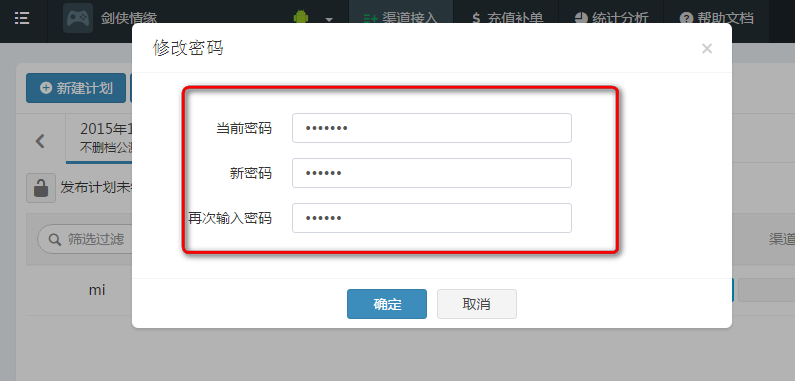 剑侠情缘 渠道接入 充值补单 统计分析 帮助文档
修改密码
新建计划
当前密码
2015年1
不删档公测
新密码
发布计划未
再次输入密码
筛选过滤
渠道
mi
确定 取消